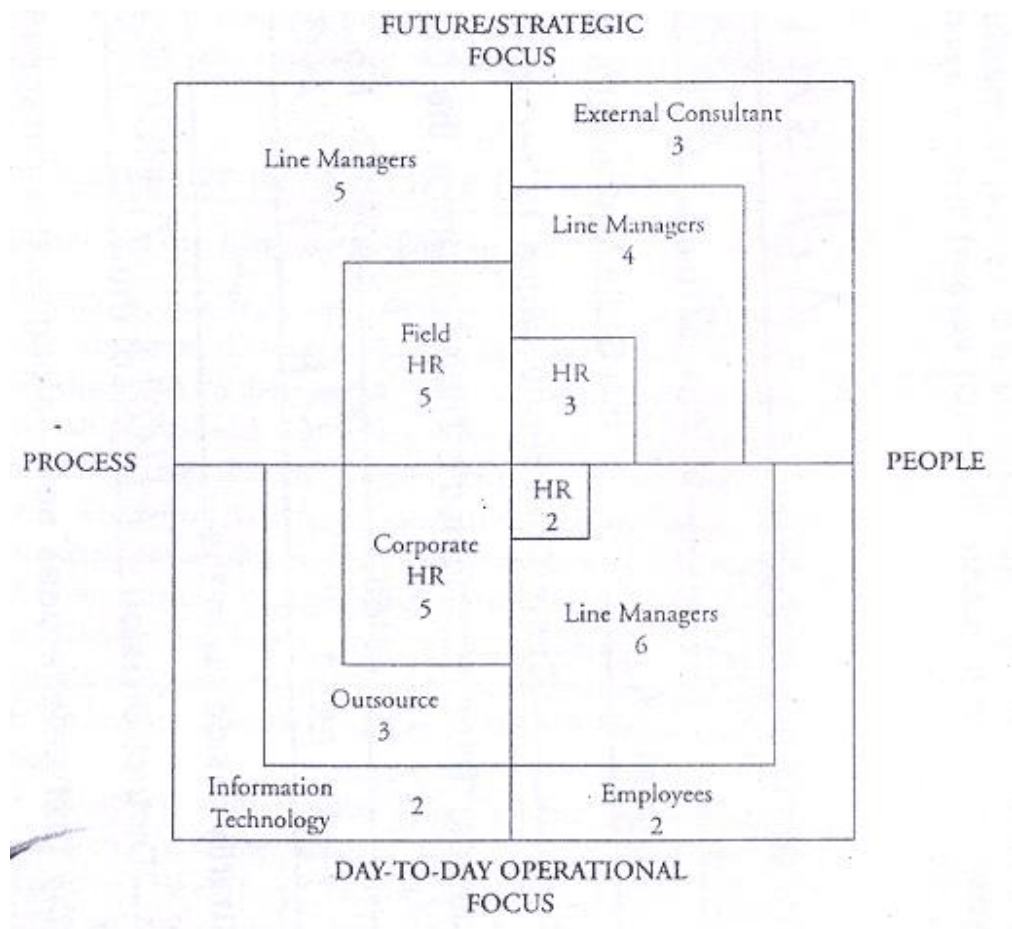 FUTURE/STRATEGIC
FOCUS
External Consultant
3
Line Managers
5
Line Managers
4
Field
HR
5
HR
3
PROCESS
PEOPLE
HR
2
Corporate
HR
5
Line Managers
6
Outsource
3
Information
Technology
2
Employees
2
DAY-TO-DAY OPERATIONAL
FOCUS